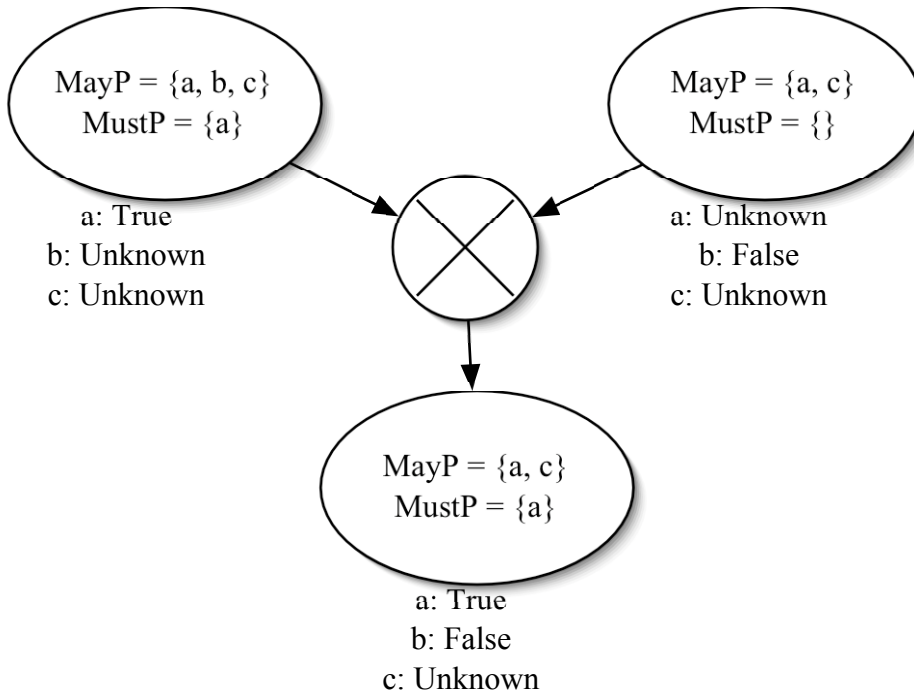 MayP = {a, b, c}
MustP = {a}
a: True
b: Unknown
c: Unknown
MayP = {a, c}
MustP = {}
a: Unknown
b: False
c: Unknown
MayP = {a, c}
MustP = {a}
a: True
b: False
c: Unknown